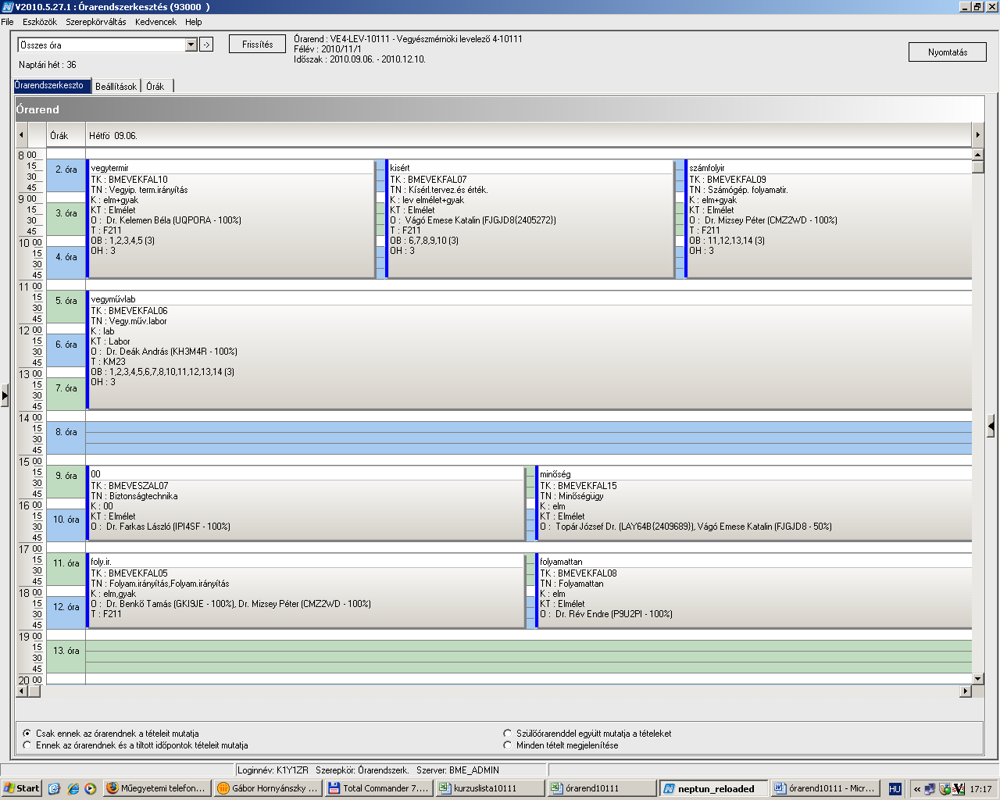 V2010.5.27.1 : Órarendszerkesztés (93000 )
File Eszközök Szerepkörváltás Kedvencek Help
Összes óra
->
Frissítés
Órarend : VE4-LEV-10111 - Vegyészmérnöki levelező 4-10111
Félév : 2010/11/1
Időszak : 2010.09.06. - 2010.12.10.
Nyomtatás
Naptári hét : 36
Órarendszerkeszto Beállítások Órák
Órarend
Órák Hétfő 09.06.
8 00
15
30
45
9 00
15
30
45
10 00
15
30
45
11 00
15
30
45
12 00
15
30
45
13 00
15
30
45
14 00
15
30
45
15 00
15
30
45
16 00
15
30
45
17 00
15
30
45
18 00
15
30
45
19 00
15
30
45
20 00
2. óra
3. óra
4. óra
5. óra
6. óra
7. óra
8. óra
9. óra
10. óra
11. óra
12. óra
13. óra
vegytermir
TK : BMEVEKFAL10
TN : Vegyip. term.irányítás
K : elm+gyak
KT : Elmélet
O : Dr. Kelemen Béla (UQPORA - 100%)
T : F211
OB : 1,2,3,4,5 (3)
OH : 3
kisért
TK : BMEVEKFAL07
TN : Kísérl.tervez.és érték.
K : lev elmélet+gyak
KT : Elmélet
O : Vágó Emese Katalin (FJGJD8{2405272})
T : F211
OB : 6,7,8,9,10 (3)
OH : 3
számfolyir
TK : BMEVEKFAL09
TN : Számógép. folyamatir.
K : elm+gyak
KT : Elmélet
O : Dr. Mizsey Péter (CMZ2WD - 100%)
T : F211
OB : 11,12,13,14 (3)
OH : 3
vegyművlab
TK : BMEVEKFAL06
TN : Vegy.műv.labor
K : lab
KT : Labor
O : Dr. Deák András (KH3M4R - 100%)
T : KM23
OB : 1,2,3,4,5,6,7,8,10,11,12,13,14 (3)
OH : 3
00
TK : BMEVESZAL07
TN : Biztonságtechnika
K : 00
KT : Elmélet
O : Dr. Farkas László (IPI4SF - 100%)
minőség
TK : BMEVEKFAL15
TN : Minőségügy
K : elm
KT : Elmélet
O : Topár József Dr. (LAY64B{2409689}), Vágó Emese Katalin (FJGJD8 - 50%)
foly.ir.
TK : BMEVEKFAL05
TN : Folyam.irányítás,Folyam.irányítás
K : elm,gyak
O : Dr. Benkő Tamás (GKI9JE - 100%), Dr. Mizsey Péter (CMZ2WD - 100%)
T : F211
folyamattan
TK : BMEVEKFAL08
TN : Folyamattan
K : elm
KT : Elmélet
O : Dr. Rév Endre (P9U2PI - 100%)
Csak ennek az órarendnek a tételeit mutatja
Ennek az órarendnek és a tiltott időpontok tételeit mutatja
Szülőórarenddel együtt mutatja a tételeket
Minden tételt megjelenítése
Loginnév: K1Y1ZR Szerepkör: Órarendszerk. Szerver: BME_ADMIN
Start
Műegyetemi telefon...
Gábor Hornyánszky ...
Total Commander 7....
kurzuslista10111
órarend10111
neptun_reloaded
órarend10111 - Micr...
HU
«
17:17